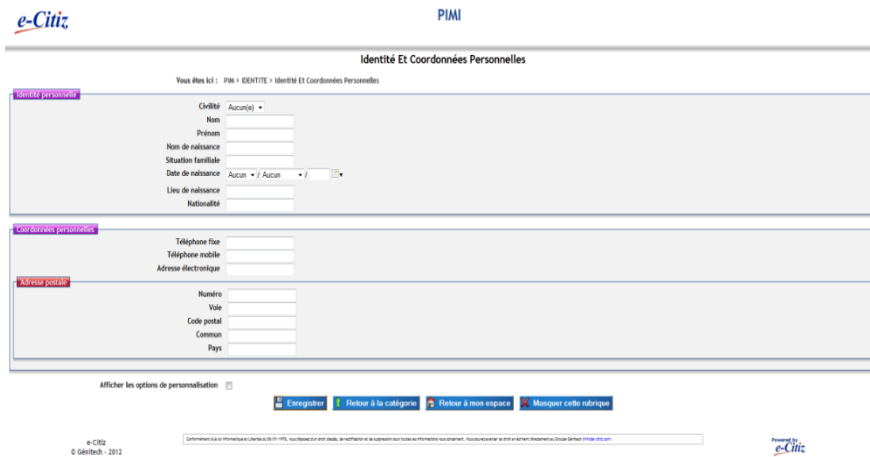 e-Citiz
PIMI
Identité Et Coordonnées Personnelles
Vous êtes ici : PIM > IDENTITE > Identité Et Coordonnées Personnelles
Identité personnelle
Civilité Aucun(e)
Nom
Prénom
Nom de naissance
Situation familiale
Date de naissance Aucun / Aucun /
Lieu de naissance
Nationalité
Coordonnées personnelles
Téléphone fixe
Téléphone mobile
Adresse électronique
Adresse postale
Numéro
Voie
Code postal
Commun
Pays
Afficher les options de personnalisation
Enregistrer Retour à la catégorie Retour à mon espace Masquer cette rubrique
e-Citiz
© Génitech - 2012
Powered by
e-Citiz